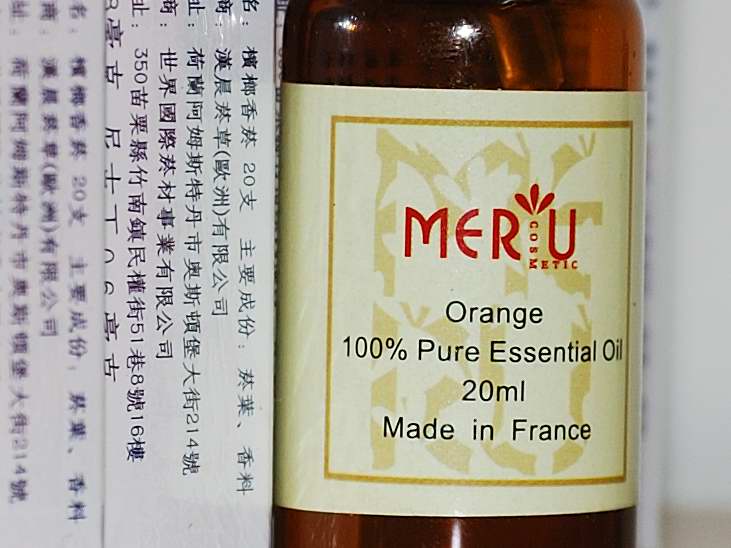 名：檳榔香菸 20支 主要成份：菸葉、香料
商：漢晨菸草(歐洲)有限公司
址：荷蘭阿姆斯特丹市奧斯頓堡大街214號
商：世界國際菸材事業有限公司
址：350苗栗縣竹南鎮民權街51巷8號16樓
名：檳榔香菸 20支 主要成份：菸葉、香料
商：漢晨菸草(歐洲)有限公司
址：荷蘭阿姆斯特丹市奧斯頓堡大街214號
MERU
COSMETIC
Orange
100% Pure Essential Oil
20ml
Made in France